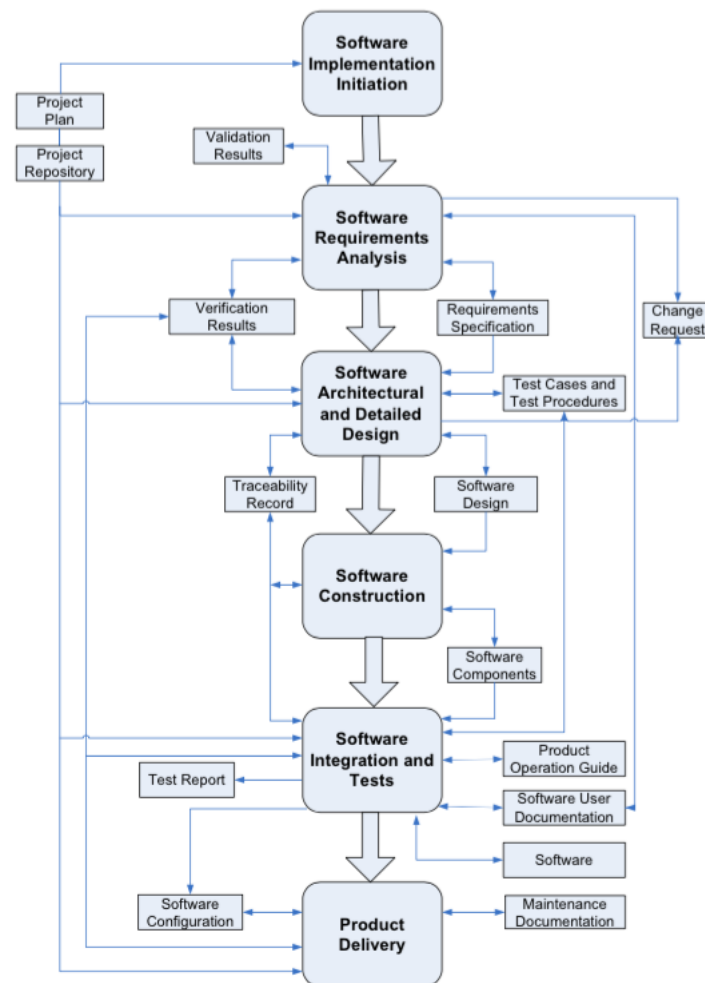 Software
Implementation
Initiation
Project
Plan
Validation
Results
Project
Repository
Software
Requirements
Analysis
Verification
Results
Requirements
Specification
Change
Request
Software
Architectural
and Detailed
Design
Test Cases and
Test Procedures
Traceability
Record
Software
Design
Software
Construction
Software
Components
Software
Integration and
Tests
Product
Operation Guide
Test Report
Software User
Documentation
Software
Software
Configuration
Product
Delivery
Maintenance
Documentation